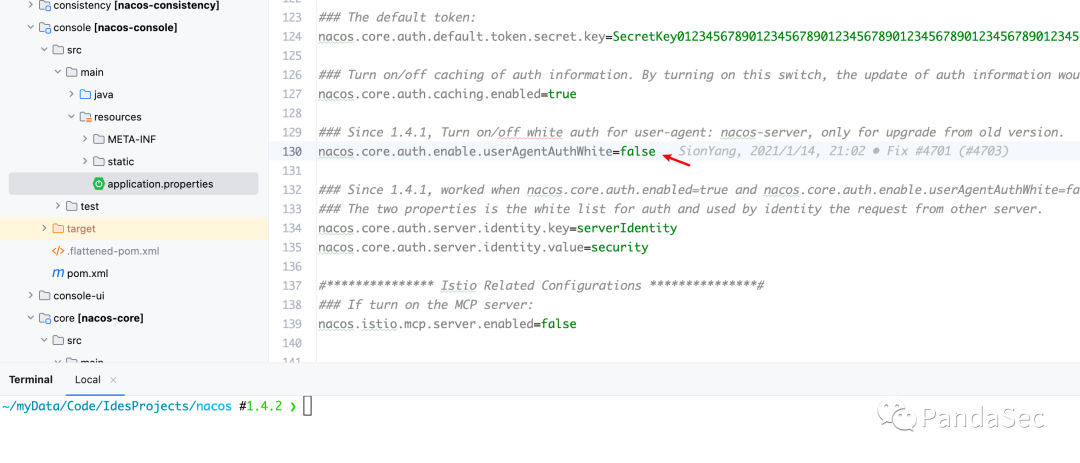 consistency [nacos-consistency]
console [nacos-console]
src
main
java
resources
META-INF
static
application.properties
test
target
.flattened-pom.xml
pom.xml
console-ui
core [nacos-core]
src
main
123 ### The default token:
124 nacos.core.auth.default.token.secret.key=SecretKey0123456789012345678901234567890123456789012345678901234
125
126 ### Turn on/off caching of auth information. By turning on this switch, the update of auth information wou
127 nacos.core.auth.caching.enabled=true
128
129 ### Since 1.4.1, Turn on/off white auth for user-agent: nacos-server, only for upgrade from old version.
130 nacos.core.auth.enable.userAgentAuthWhite=false SionYang, 2021/1/14, 21:02 • Fix #4701 (#4703)
131
132 ### Since 1.4.1, worked when nacos.core.auth.enabled=true and nacos.core.auth.enable.userAgentAuthWhite=fa
133 ### The two properties is the white list for auth and used by identity the request from other server.
134 nacos.core.auth.server.identity.key=serverIdentity
135 nacos.core.auth.server.identity.value=security
136
137 #*************** Istio Related Configurations ***************#
138 ### If turn on the MCP server:
139 nacos.istio.mcp.server.enabled=false
140
141
Terminal Local ×
~/myData/Code/IdesProjects/nacos #1.4.2 ❯
PandaSec